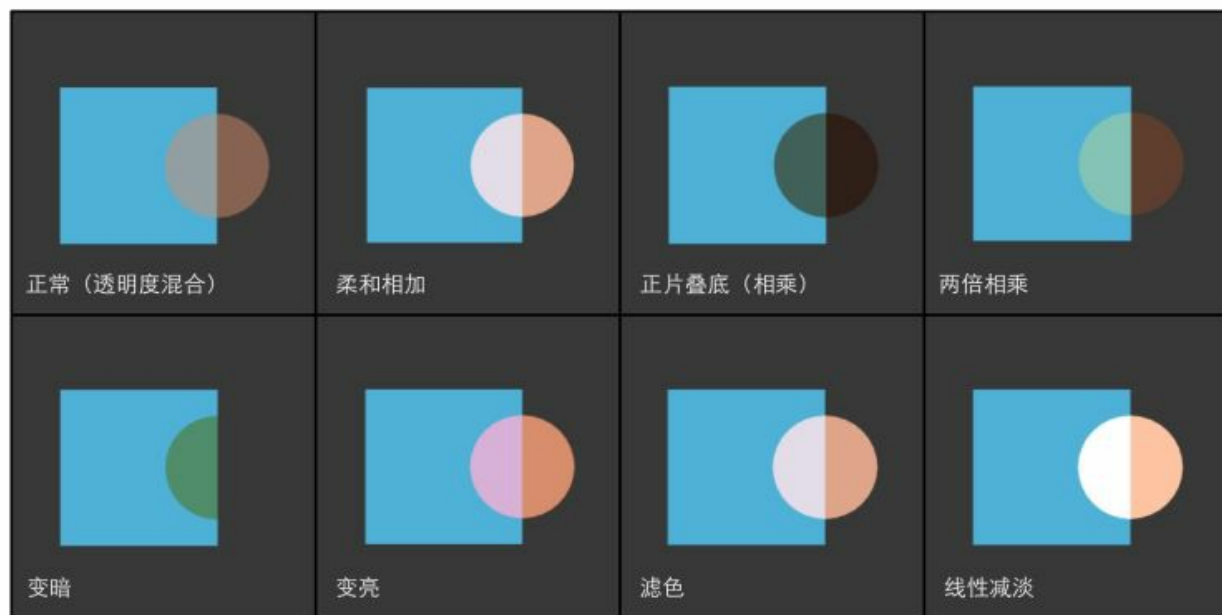 正常（透明度混合）
柔和相加
正片叠底（相乘）
两倍相乘
变暗
变亮
滤色
线性减淡